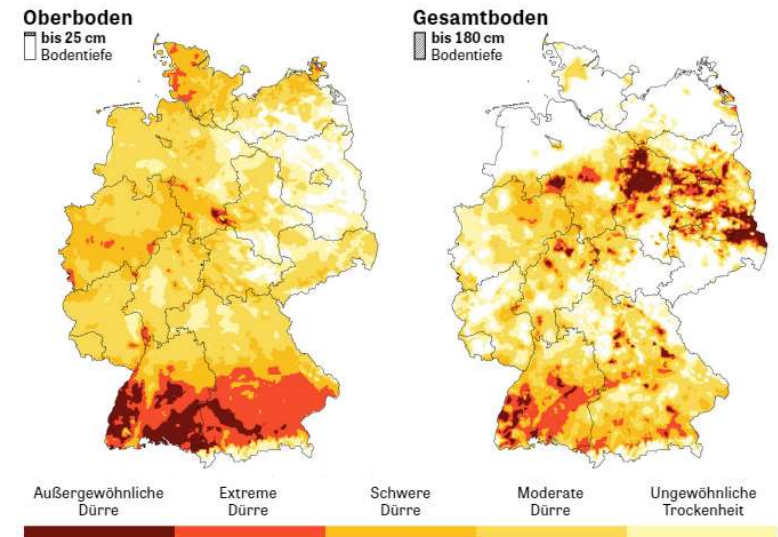 Oberboden
bis 25 cm
Bodentiefe
Gesamtboden
bis 180 cm
Bodentiefe
Außergewöhnliche
Dürre
Extreme
Dürre
Schwere
Dürre
Moderate
Dürre
Ungewöhnliche
Trockenheit